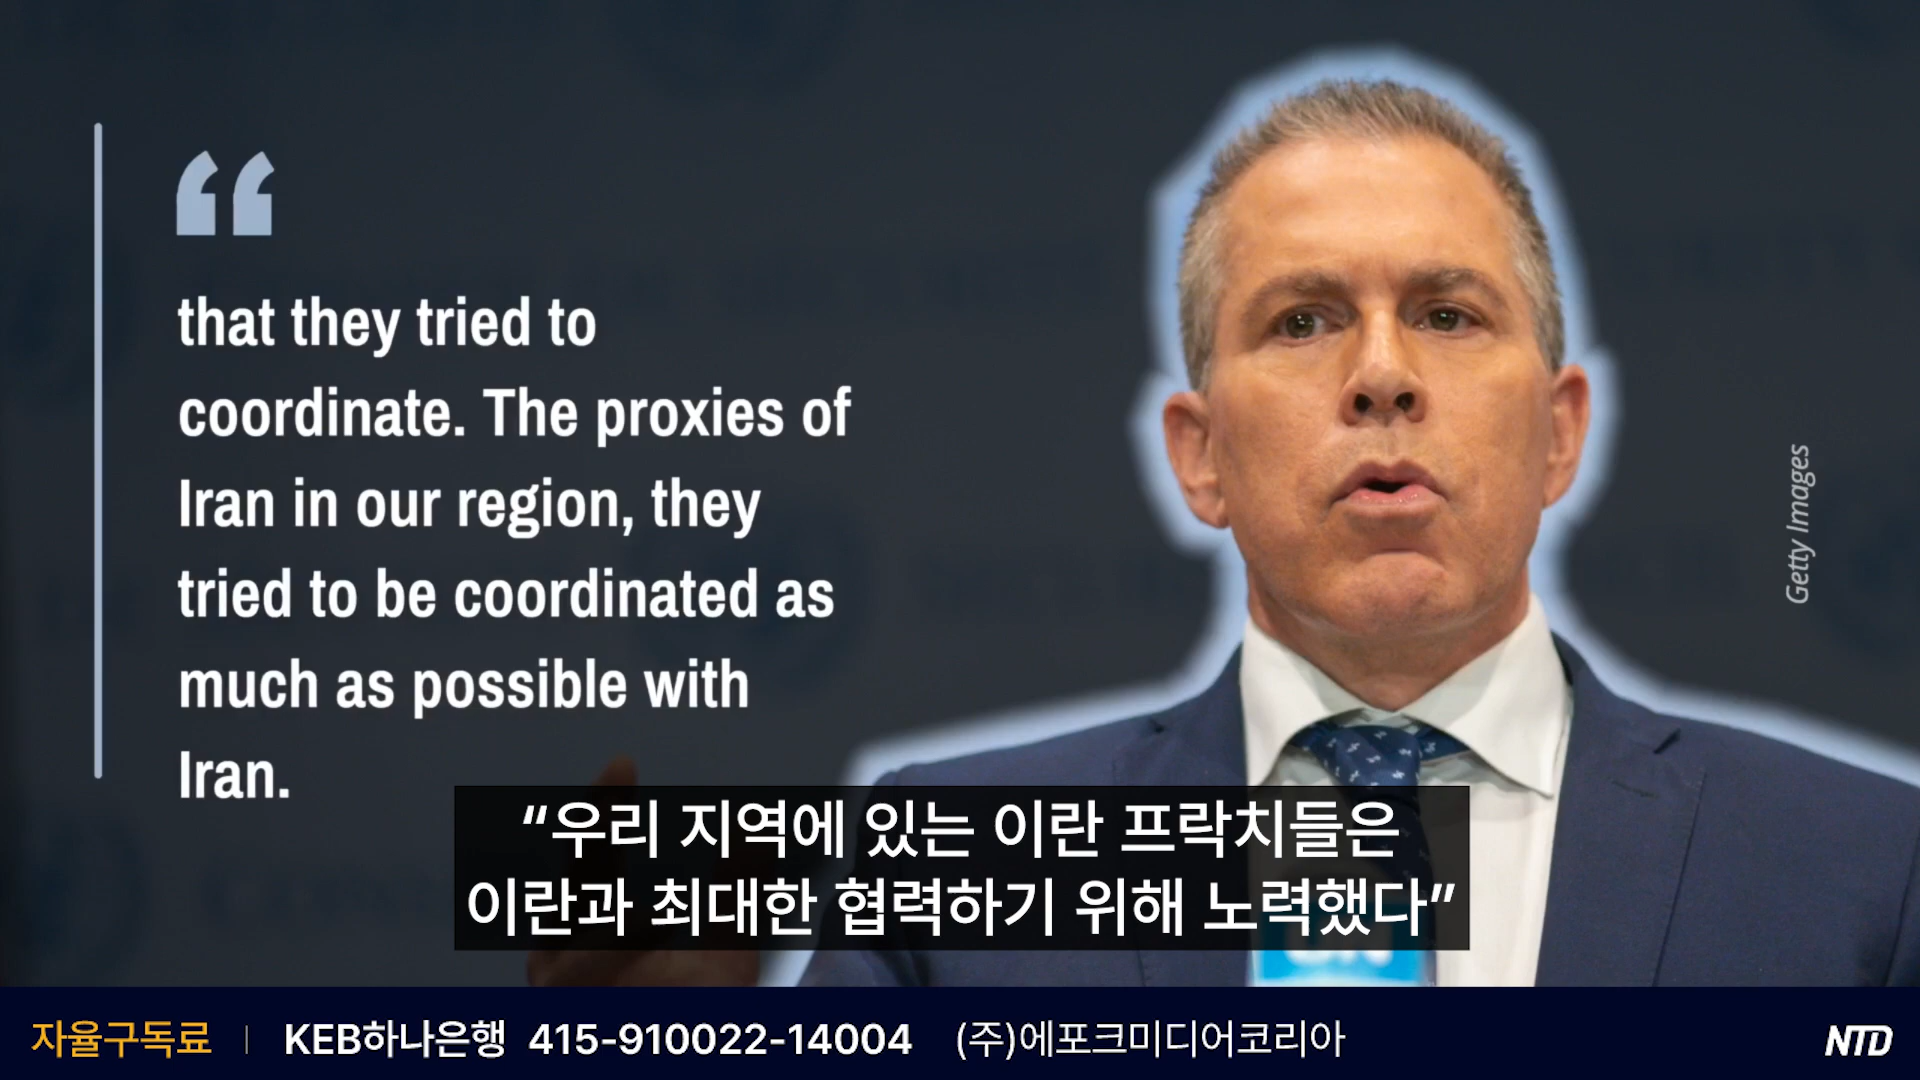 “
that they tried to
coordinate. The proxies of
Iran in our region, they
tried to be coordinated as
much as possible with
Iran.
Getty Images
“우리 지역에 있는 이란 프락치들은
이란과 최대한 협력하기 위해 노력했다”
UN
자율구독료 | KEB하나은행 415-910022-14004 (주)에포크미디어코리아
NTD